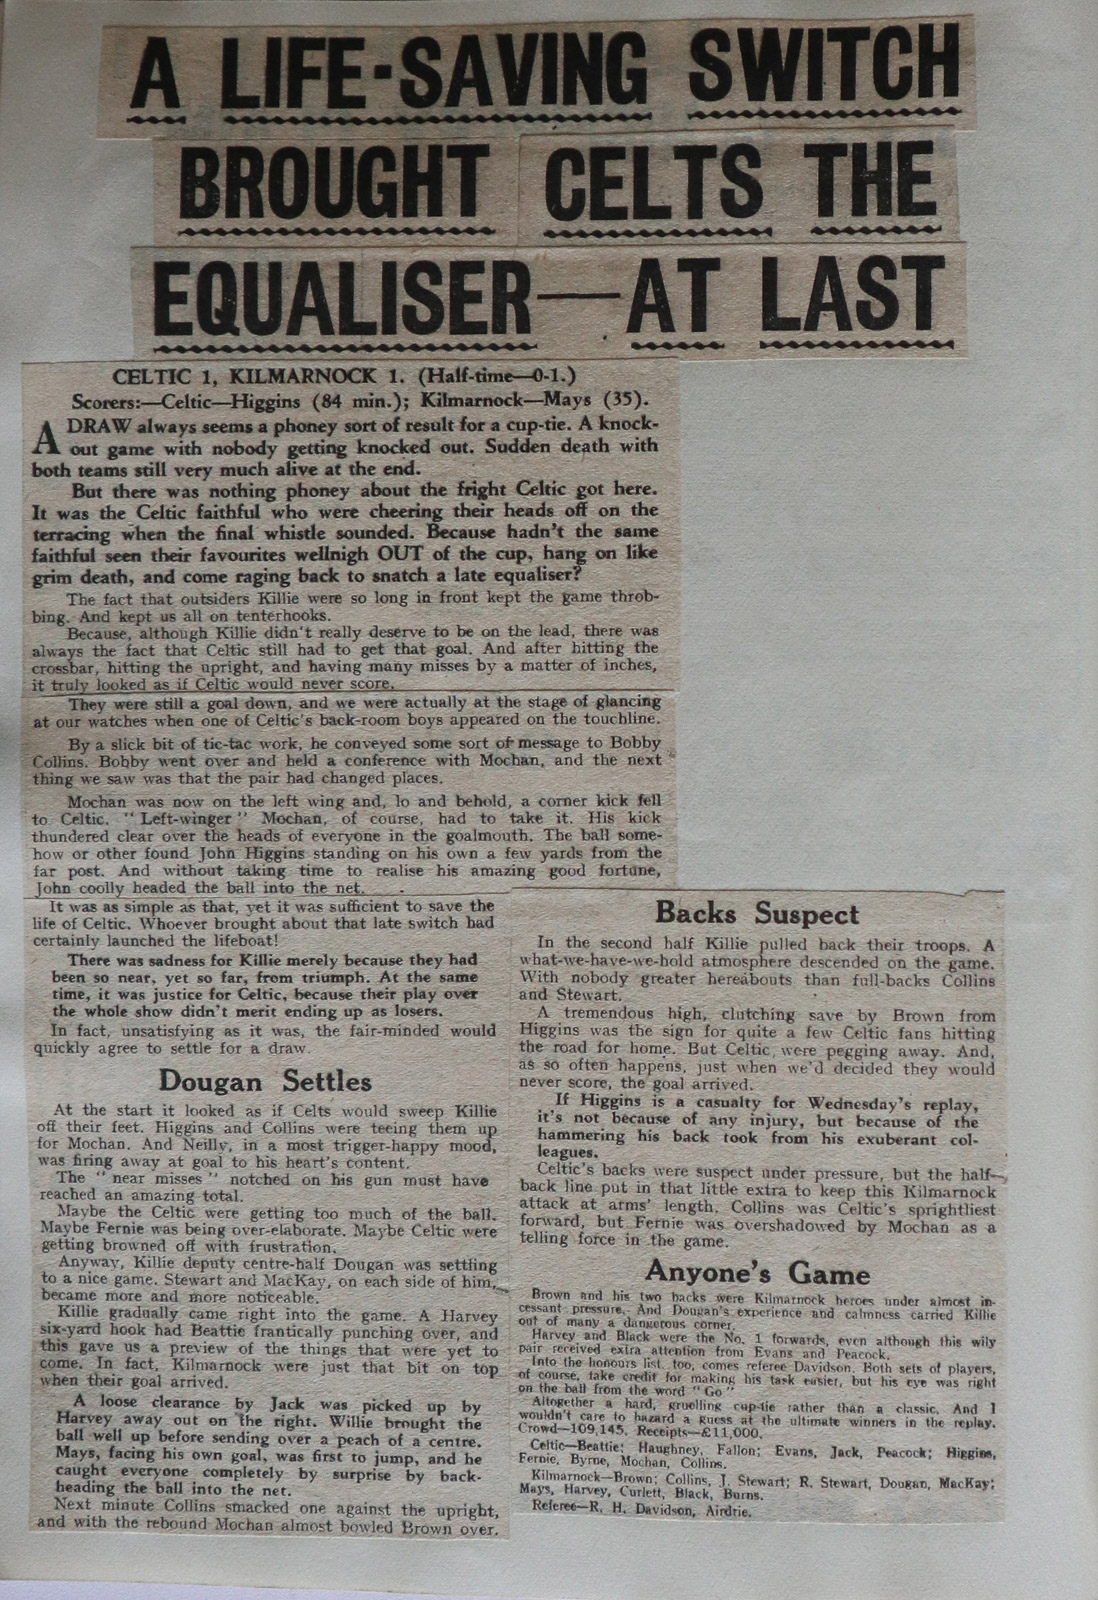 A LIFE-SAVING SWITCH
BROUGHT CELTS THE
EQUALISER—AT LAST
CELTIC 1, KILMARNOCK 1. (Half-time—0-1.)
Scorers:—Celtic—Higgins (84 min.); Kilmarnock—Mays (35).
A DRAW always seems a phoney sort of result for a cup-tie. A knock-
out game with nobody getting knocked out. Sudden death with
both teams still very much alive at the end.
But there was nothing phoney about the fright Celtic got here.
It was the Celtic faithful who were cheering their heads off on the
terracing when the final whistle sounded. Because hadn't the same
faithful seen their favourites wellnigh OUT of the cup, hang on like
grim death, and come raging back to snatch a late equaliser?
The fact that outsiders Killie were so long in front kept the game throb-
bing. And kept us all on tenterhooks.
Because, although Killie didn't really deserve to be on the lead, there was
always the fact that Celtic still had to get that goal. And after hitting the
crossbar, hitting the upright, and having many misses by a matter of inches,
it truly looked as if Celtic would never score.
They were still a goal down, and we were actually at the stage of glancing
at our watches when one of Celtic's back-room boys appeared on the touchline.
By a slick bit of tic-tac work, he conveyed some sort of message to Bobby
Collins. Bobby went over and held a conference with Mochan, and the next
thing we saw was that the pair had changed places.
Mochan was now on the left wing and, lo and behold, a corner kick fell
to Celtic. "Left-winger" Mochan, of course, had to take it. His kick
thundered clear over the heads of everyone in the goalmouth. The ball some-
how or other found John Higgins standing on his own a few yards from the
far post. And without taking time to realise his amazing good fortune,
John coolly headed the ball into the net.
It was as simple as that, yet it was sufficient to save the
life of Celtic. Whoever brought about that late switch had
certainly launched the lifeboat!
There was sadness for Killie merely because they had
been so near, yet so far, from triumph. At the same
time, it was justice for Celtic, because their play over
the whole show didn't merit ending up as losers.
In fact, unsatisfying as it was, the fair-minded would
quickly agree to settle for a draw.
Dougan Settles
At the start it looked as if Celts would sweep Killie
off their feet. Higgins and Collins were teeing them up
for Mochan. And Neilly, in a most trigger-happy mood,
was firing away at goal to his heart's content.
The "near misses" notched on his gun must have
reached an amazing total.
Maybe the Celtic were getting too much of the ball.
Maybe Fernie was being over-elaborate. Maybe Celtic were
getting browned off with frustration.
Anyway, Killie deputy centre-half Dougan was settling
to a nice game. Stewart and MacKay, on each side of him,
became more and more noticeable.
Killie gradually came right into the game. A Harvey
six-yard hook had Beattie frantically punching over, and
this gave us a preview of the things that were yet to
come. In fact, Kilmarnock were just that bit on top
when their goal arrived.
A loose clearance by Jack was picked up by
Harvey away out on the right. Willie brought the
ball well up before sending over a peach of a centre.
Mays, facing his own goal, was first to jump, and he
caught everyone completely by surprise by back-
heading the ball into the net.
Next minute Collins smacked one against the upright,
and with the rebound Mochan almost bowled Brown over.
Backs Suspect
In the second half Killie pulled back their troops. A
what-we-have-we-hold atmosphere descended on the game.
With nobody greater hereabouts than full-backs Collins
and Stewart.
A tremendous high, clutching save by Brown from
Higgins was the sign for quite a few Celtic fans hitting
the road for home. But Celtic were pegging away. And,
as so often happens, just when we'd decided they would
never score, the goal arrived.
If Higgins is a casualty for Wednesday's replay,
it's not because of any injury, but because of the
hammering his back took from his exuberant col-
leagues.
Celtic's backs were suspect under pressure, but the half-
back line put in that little extra to keep this Kilmarnock
attack at arms' length. Collins was Celtic's sprightliest
forward, but Fernie was overshadowed by Mochan as a
telling force in the game.
Anyone's Game
Brown and his two backs were Kilmarnock heroes under almost in-
cessant pressure. And Dougan's experience and calmness carried Killie
out of many a dangerous corner.
Harvey and Black were the No. 1 forwards, even although this wily
pair received extra attention from Evans and Peacock.
Into the honours list, too, comes referee Davidson. Both sets of players,
of course, take credit for making his task easier, but his eye was right
on the ball from the word "Go"
Altogether a hard, gruelling cup-tie rather than a classic. And I
wouldn't care to hazard a guess at the ultimate winners in the replay.
Crowd—109,145. Receipts—£11,000.
Celtic—Beattie; Haughney, Fallon; Evans, Jack, Peacock; Higgins,
Fernie, Byrne, Mochan, Collins.
Kilmarnock—Brown; Collins, J. Stewart; R. Stewart, Dougan, MacKay;
Mays, Harvey, Curlett, Black, Burns.
Referee—R. H. Davidson, Airdrie.